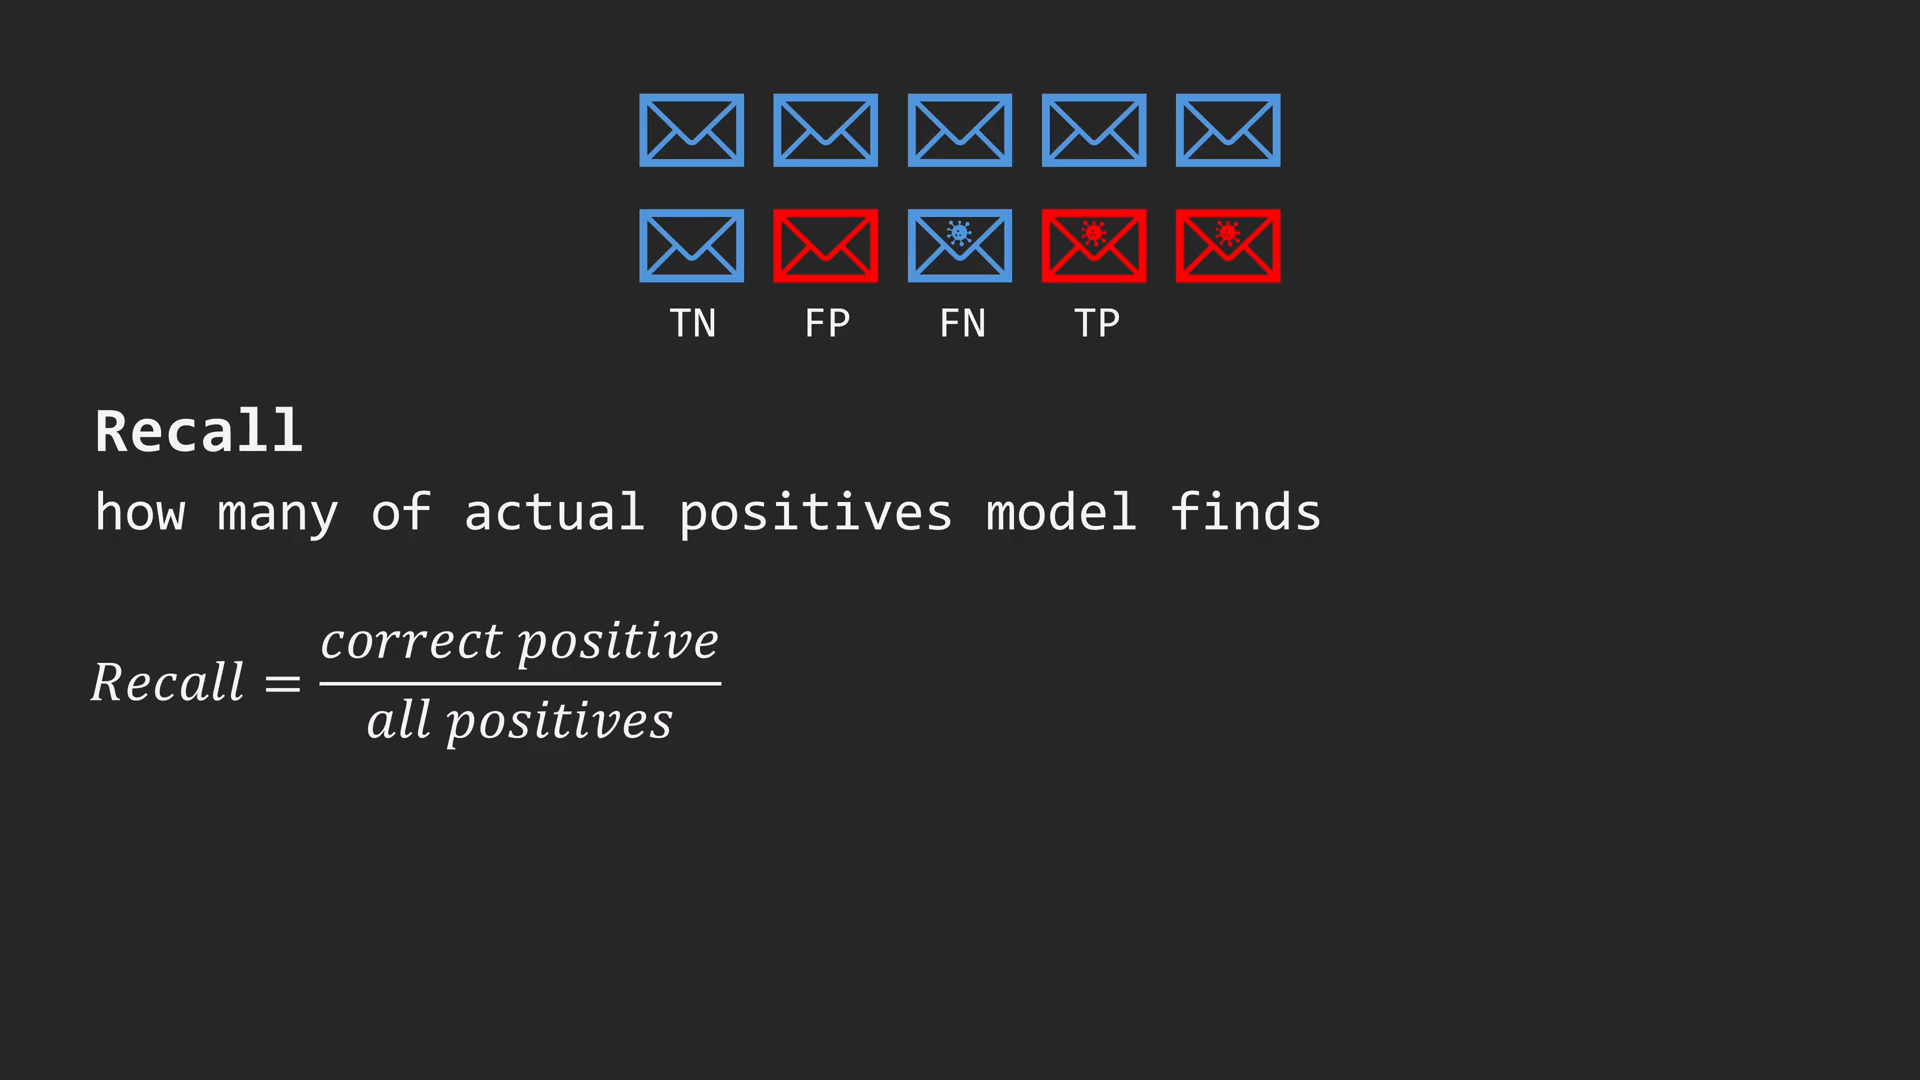 TN FP FN TP
Recall
how many of actual positives model finds
Recall = correct positive / all positives